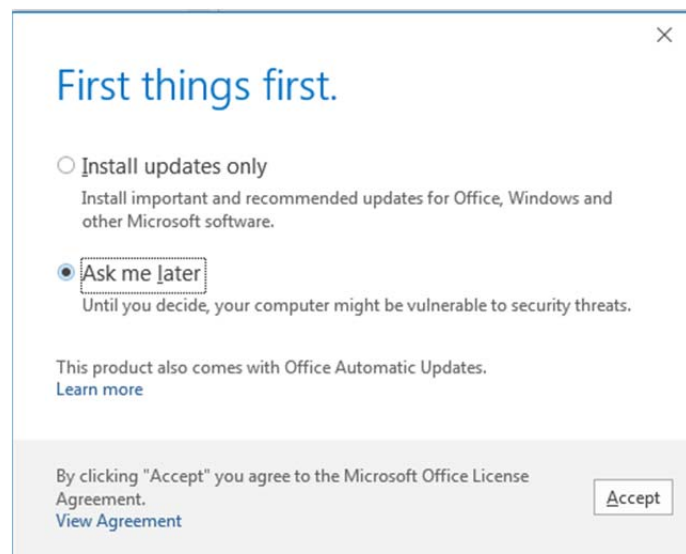 First things first.
Install updates only
Install important and recommended updates for Office, Windows and
other Microsoft software.
Ask me later
Until you decide, your computer might be vulnerable to security threats.
This product also comes with Office Automatic Updates.
Learn more
By clicking "Accept" you agree to the Microsoft Office License
Agreement.
View Agreement
Accept